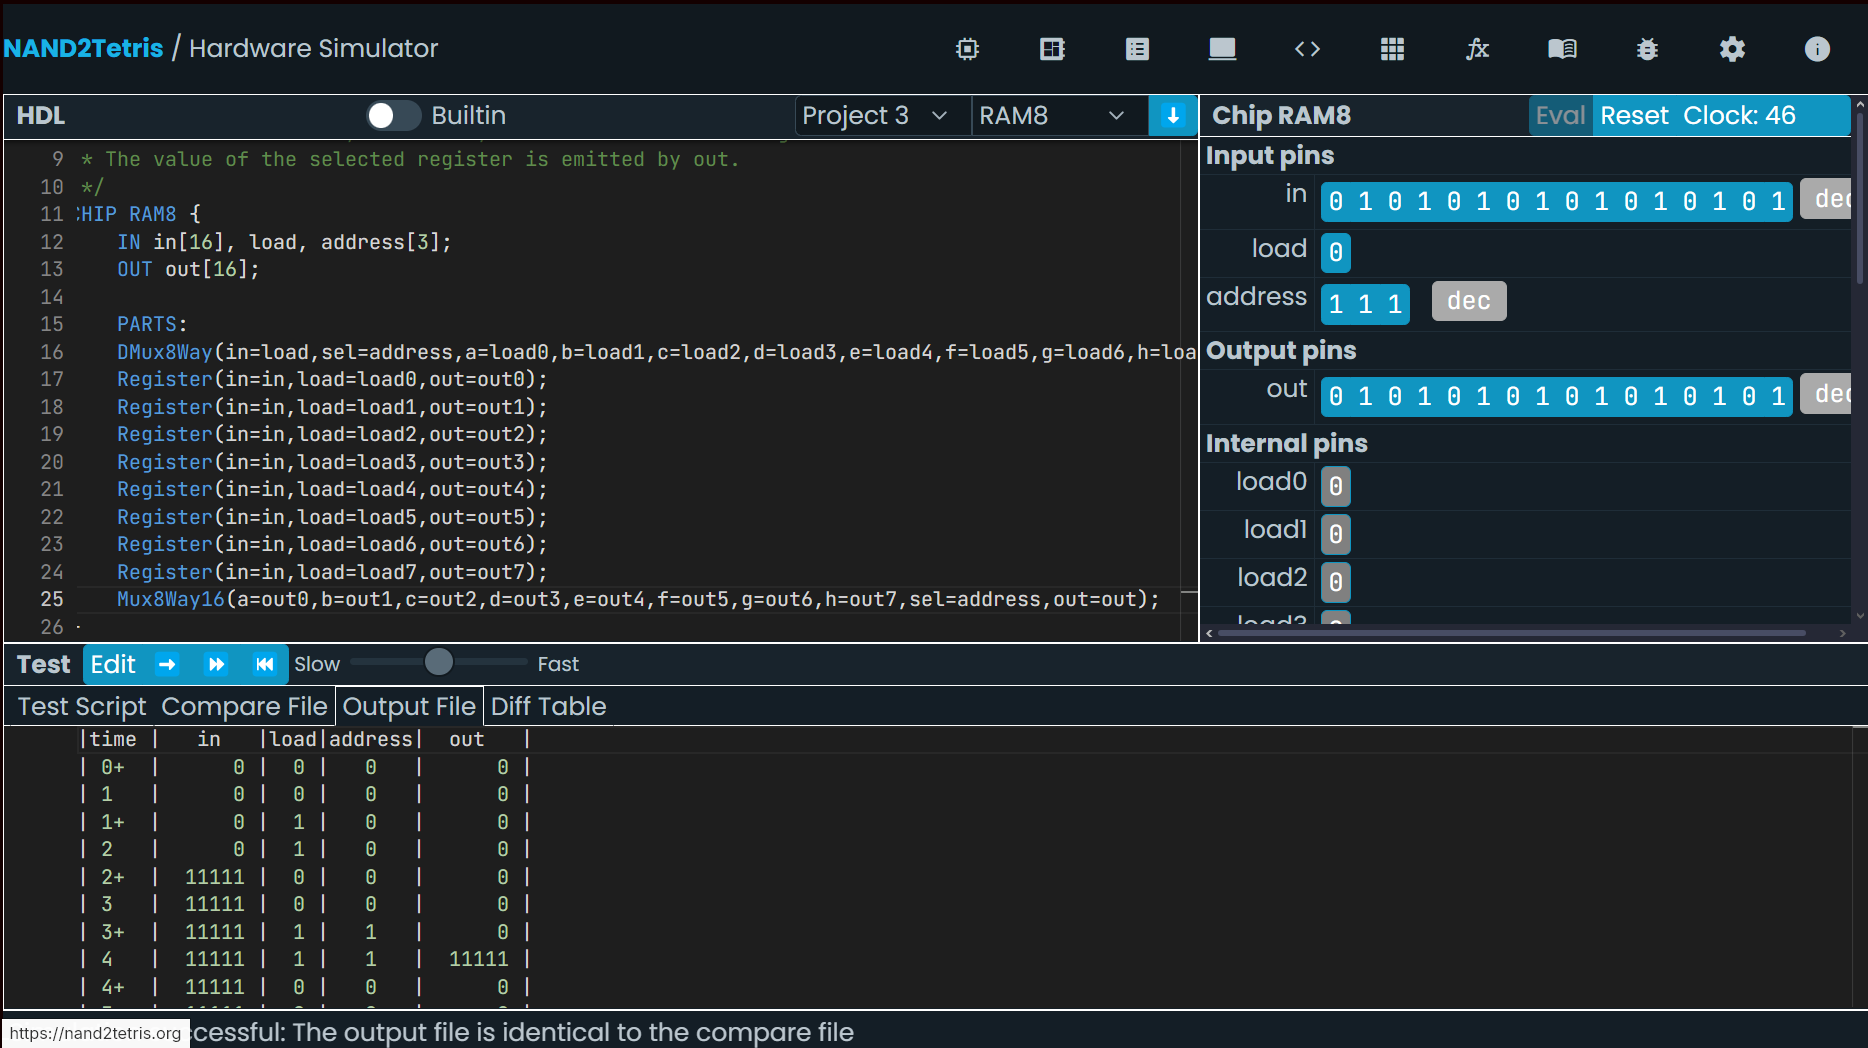 NAND2Tetris / Hardware Simulator
HDL Builtin Project 3 RAM8
9 * The value of the selected register is emitted by out.
10 */
11 CHIP RAM8 {
12 IN in[16], load, address[3];
13 OUT out[16];
14
15 PARTS:
16 DMux8Way(in=load,sel=address,a=load0,b=load1,c=load2,d=load3,e=load4,f=load5,g=load6,h=loa
17 Register(in=in,load=load0,out=out0);
18 Register(in=in,load=load1,out=out1);
19 Register(in=in,load=load2,out=out2);
20 Register(in=in,load=load3,out=out3);
21 Register(in=in,load=load4,out=out4);
22 Register(in=in,load=load5,out=out5);
23 Register(in=in,load=load6,out=out6);
24 Register(in=in,load=load7,out=out7);
25 Mux8Way16(a=out0,b=out1,c=out2,d=out3,e=out4,f=out5,g=out6,h=out7,sel=address,out=out);
26
Chip RAM8 Eval Reset Clock: 46
Input pins
in 0 1 0 1 0 1 0 1 0 1 0 1 0 1 0 1 dec
load 0
address 1 1 1 dec
Output pins
out 0 1 0 1 0 1 0 1 0 1 0 1 0 1 0 1 dec
Internal pins
load0 0
load1 0
load2 0
load3 0
Test Edit Slow Fast
Test Script Compare File Output File Diff Table
|time | in |load|address| out |
| 0+ | 0 | 0 | 0 | 0 |
| 1 | 0 | 0 | 0 | 0 |
| 1+ | 0 | 1 | 0 | 0 |
| 2 | 0 | 1 | 0 | 0 |
| 2+ | 11111 | 0 | 0 | 0 |
| 3 | 11111 | 0 | 0 | 0 |
| 3+ | 11111 | 1 | 1 | 0 |
| 4 | 11111 | 1 | 1 | 11111 |
| 4+ | 11111 | 0 | 0 | 0 |
https://nand2tetris.org ccessful: The output file is identical to the compare file